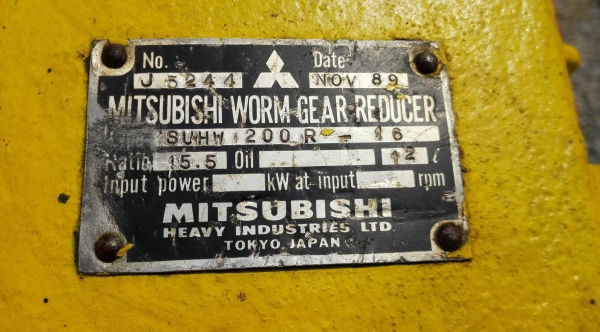 No. Date
J 5244 NOV 89
MITSUBISHI WORM GEAR REDUCER
SUHW 200 R - 16
Ratio 15.5 Oil 12 ℓ
Input power kW at input rpm
MITSUBISHI
HEAVY INDUSTRIES LTD.
TOKYO, JAPAN